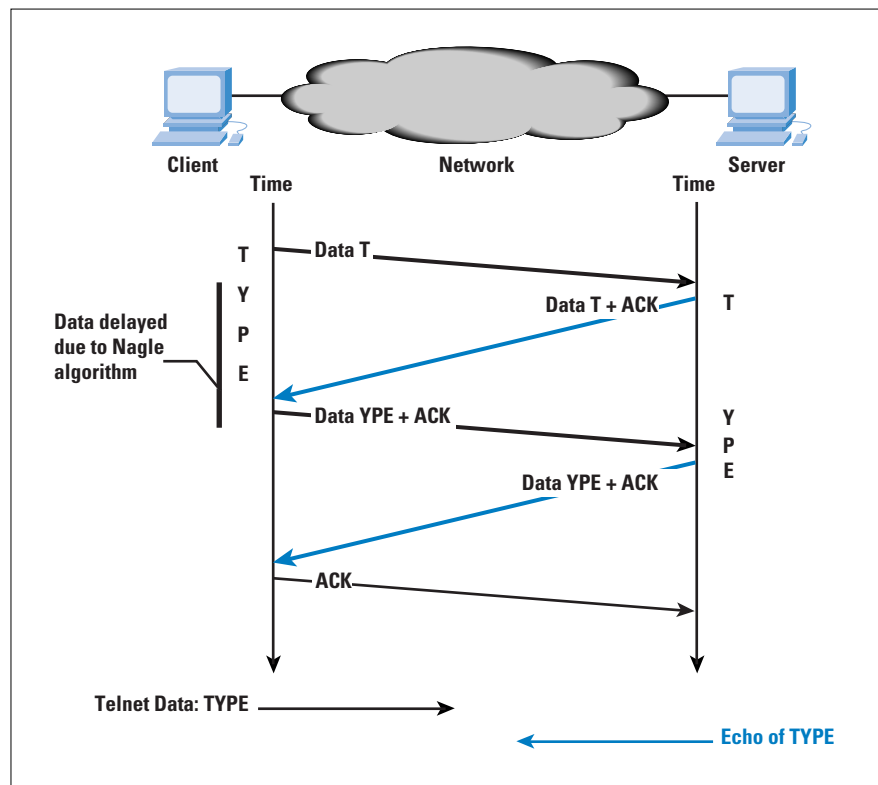 Client
Network
Server
Time
Time
T
Y
P
E
Data T
Data T + ACK
T
Data delayed
due to Nagle
algorithm
Data YPE + ACK
Y
P
E
Data YPE + ACK
ACK
Telnet Data: TYPE
Echo of TYPE